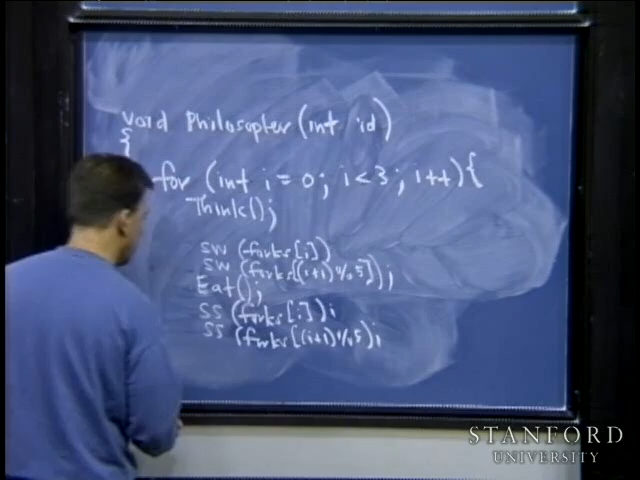 void Philosopher (int id)
{
for (int i = 0; i < 3; i++) {
Think();
SW (forks[i])
SW (forks[(i+1)%5]);
Eat();
SS (forks[i]);
SS (forks[(i+1)%5);
STANFORD
UNIVERSITY